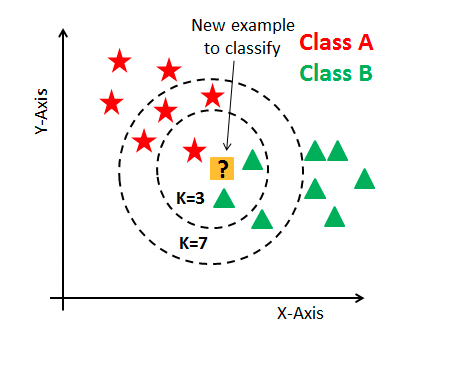 New example
to classify
Class A
Class B
Y-Axis
?
K=3
K=7
X-Axis